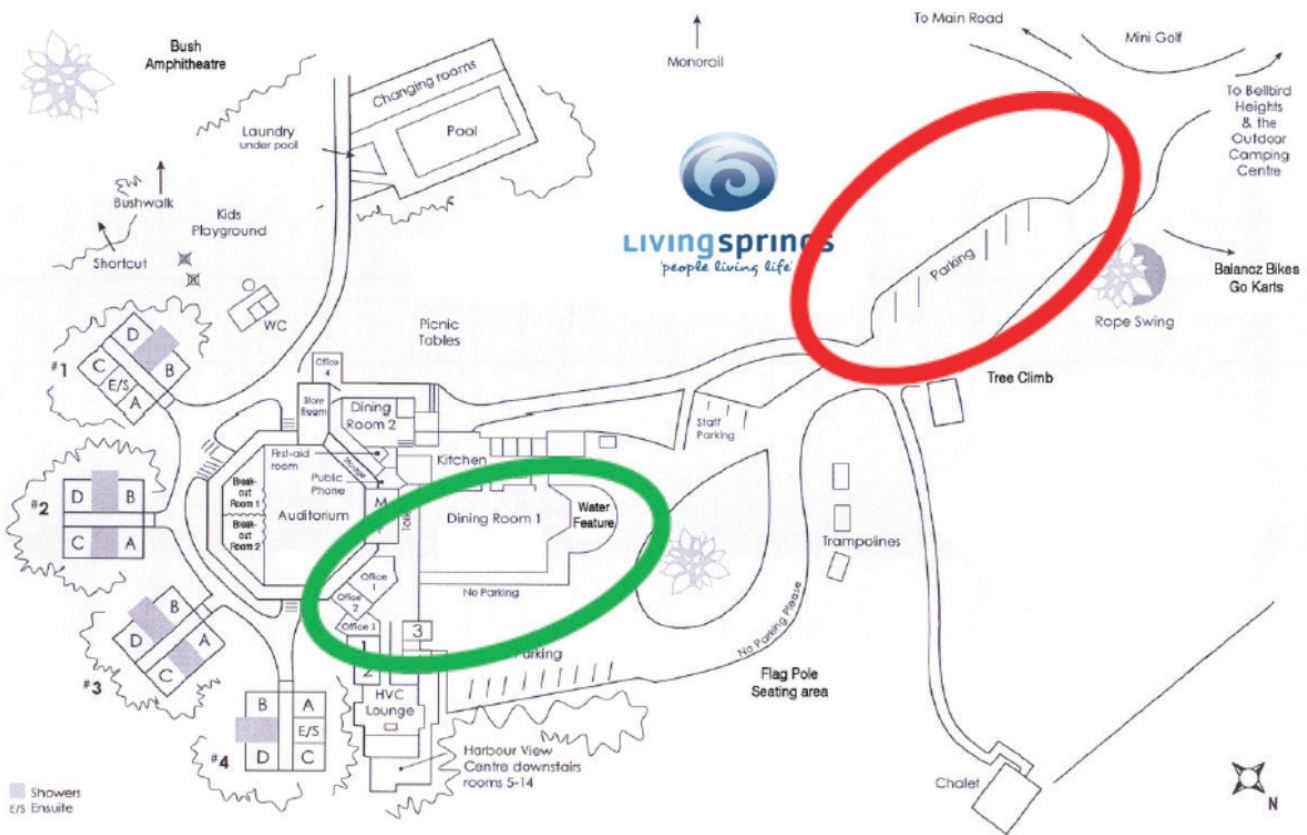 Bush
Amphitheatre
Monorail
To Main Road
Mini Golf
To Bellbird
Heights
& the
Outdoor
Camping
Centre
Changing rooms
Pool
Laundry
under pool
Bushwalk
Shortcut
Kids
Playground
WC
LIVINGSPRINGS
'people living life'
Parking
Balancz Bikes
Go Karts
Rope Swing
Tree Climb
Picnic
Tables
#1
D
C
B
E/S
A
Office
4
Store
Room
Dining
Room 2
Staff
Parking
First-aid
room
Storage
Kitchen
Public
Phone
#2
D
B
C
A
Break-
out
Room 1
Break-
out
Room 2
Auditorium
M
Dining Room 1
Water
Feature
Trampolines
Office
1
Office
2
Office 3
No Parking
No Parking Please
#3
B
A
D
C
1
2
3
Parking
Flag Pole
Seating area
HVC
Lounge
#4
B
A
E/S
D
C
Harbour View
Centre downstairs
rooms 5-14
Chalet
Showers
E/S Ensuite
N